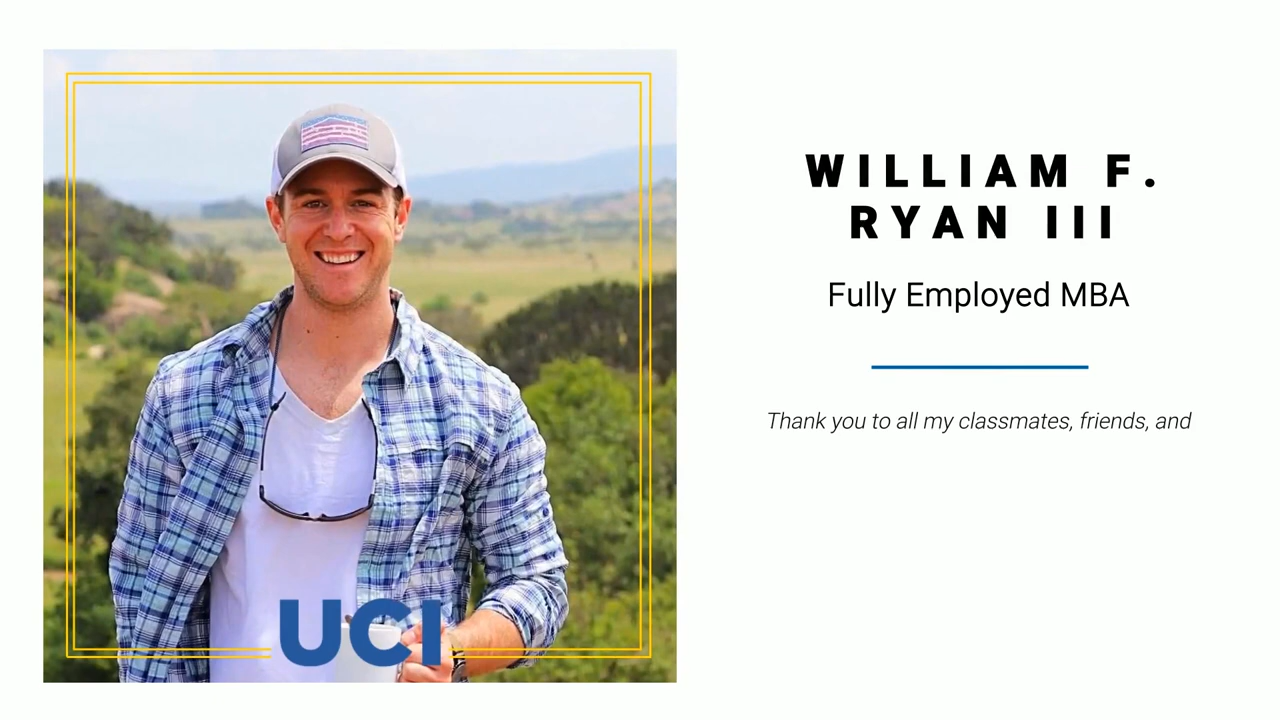 WILLIAM F.
RYAN III
Fully Employed MBA
Thank you to all my classmates, friends, and
UCI